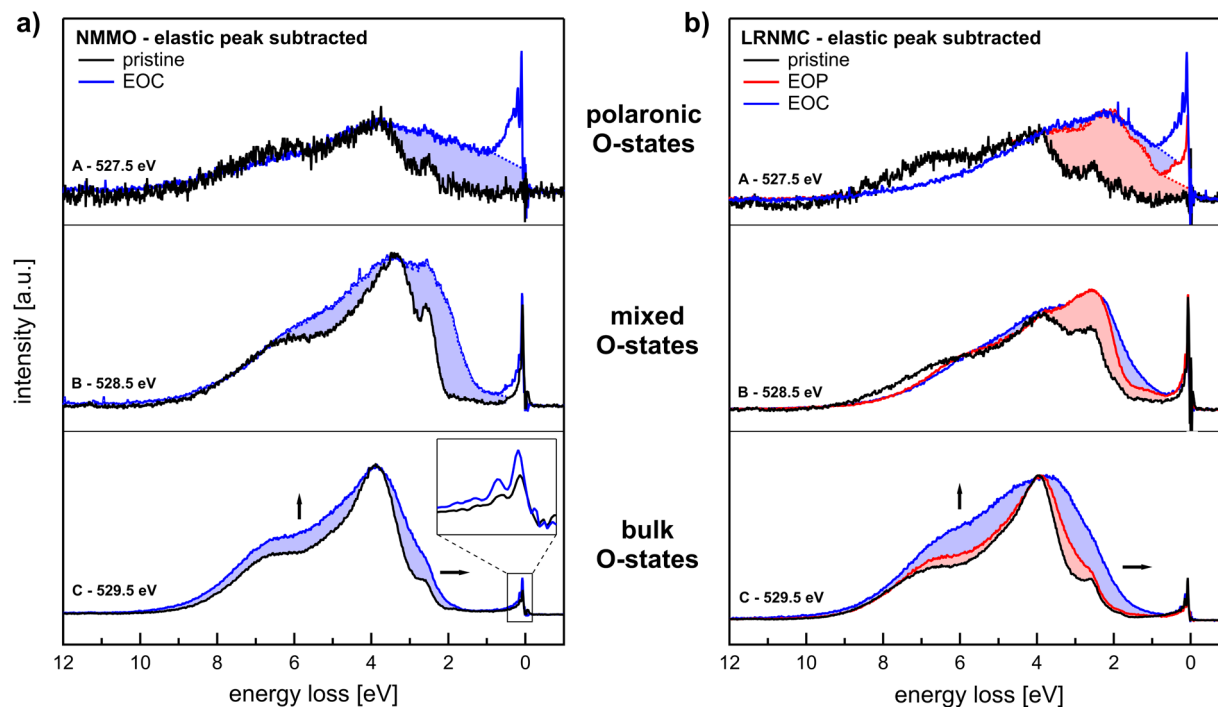 a)
NMMO - elastic peak subtracted
pristine
EOC
A - 527.5 eV
B - 528.5 eV
C - 529.5 eV
intensity [a.u.]
12 10 8 6 4 2 0
energy loss [eV]
polaronic
O-states
mixed
O-states
bulk
O-states
b)
LRNMC - elastic peak subtracted
pristine
EOP
EOC
A - 527.5 eV
B - 528.5 eV
C - 529.5 eV
12 10 8 6 4 2 0
energy loss [eV]